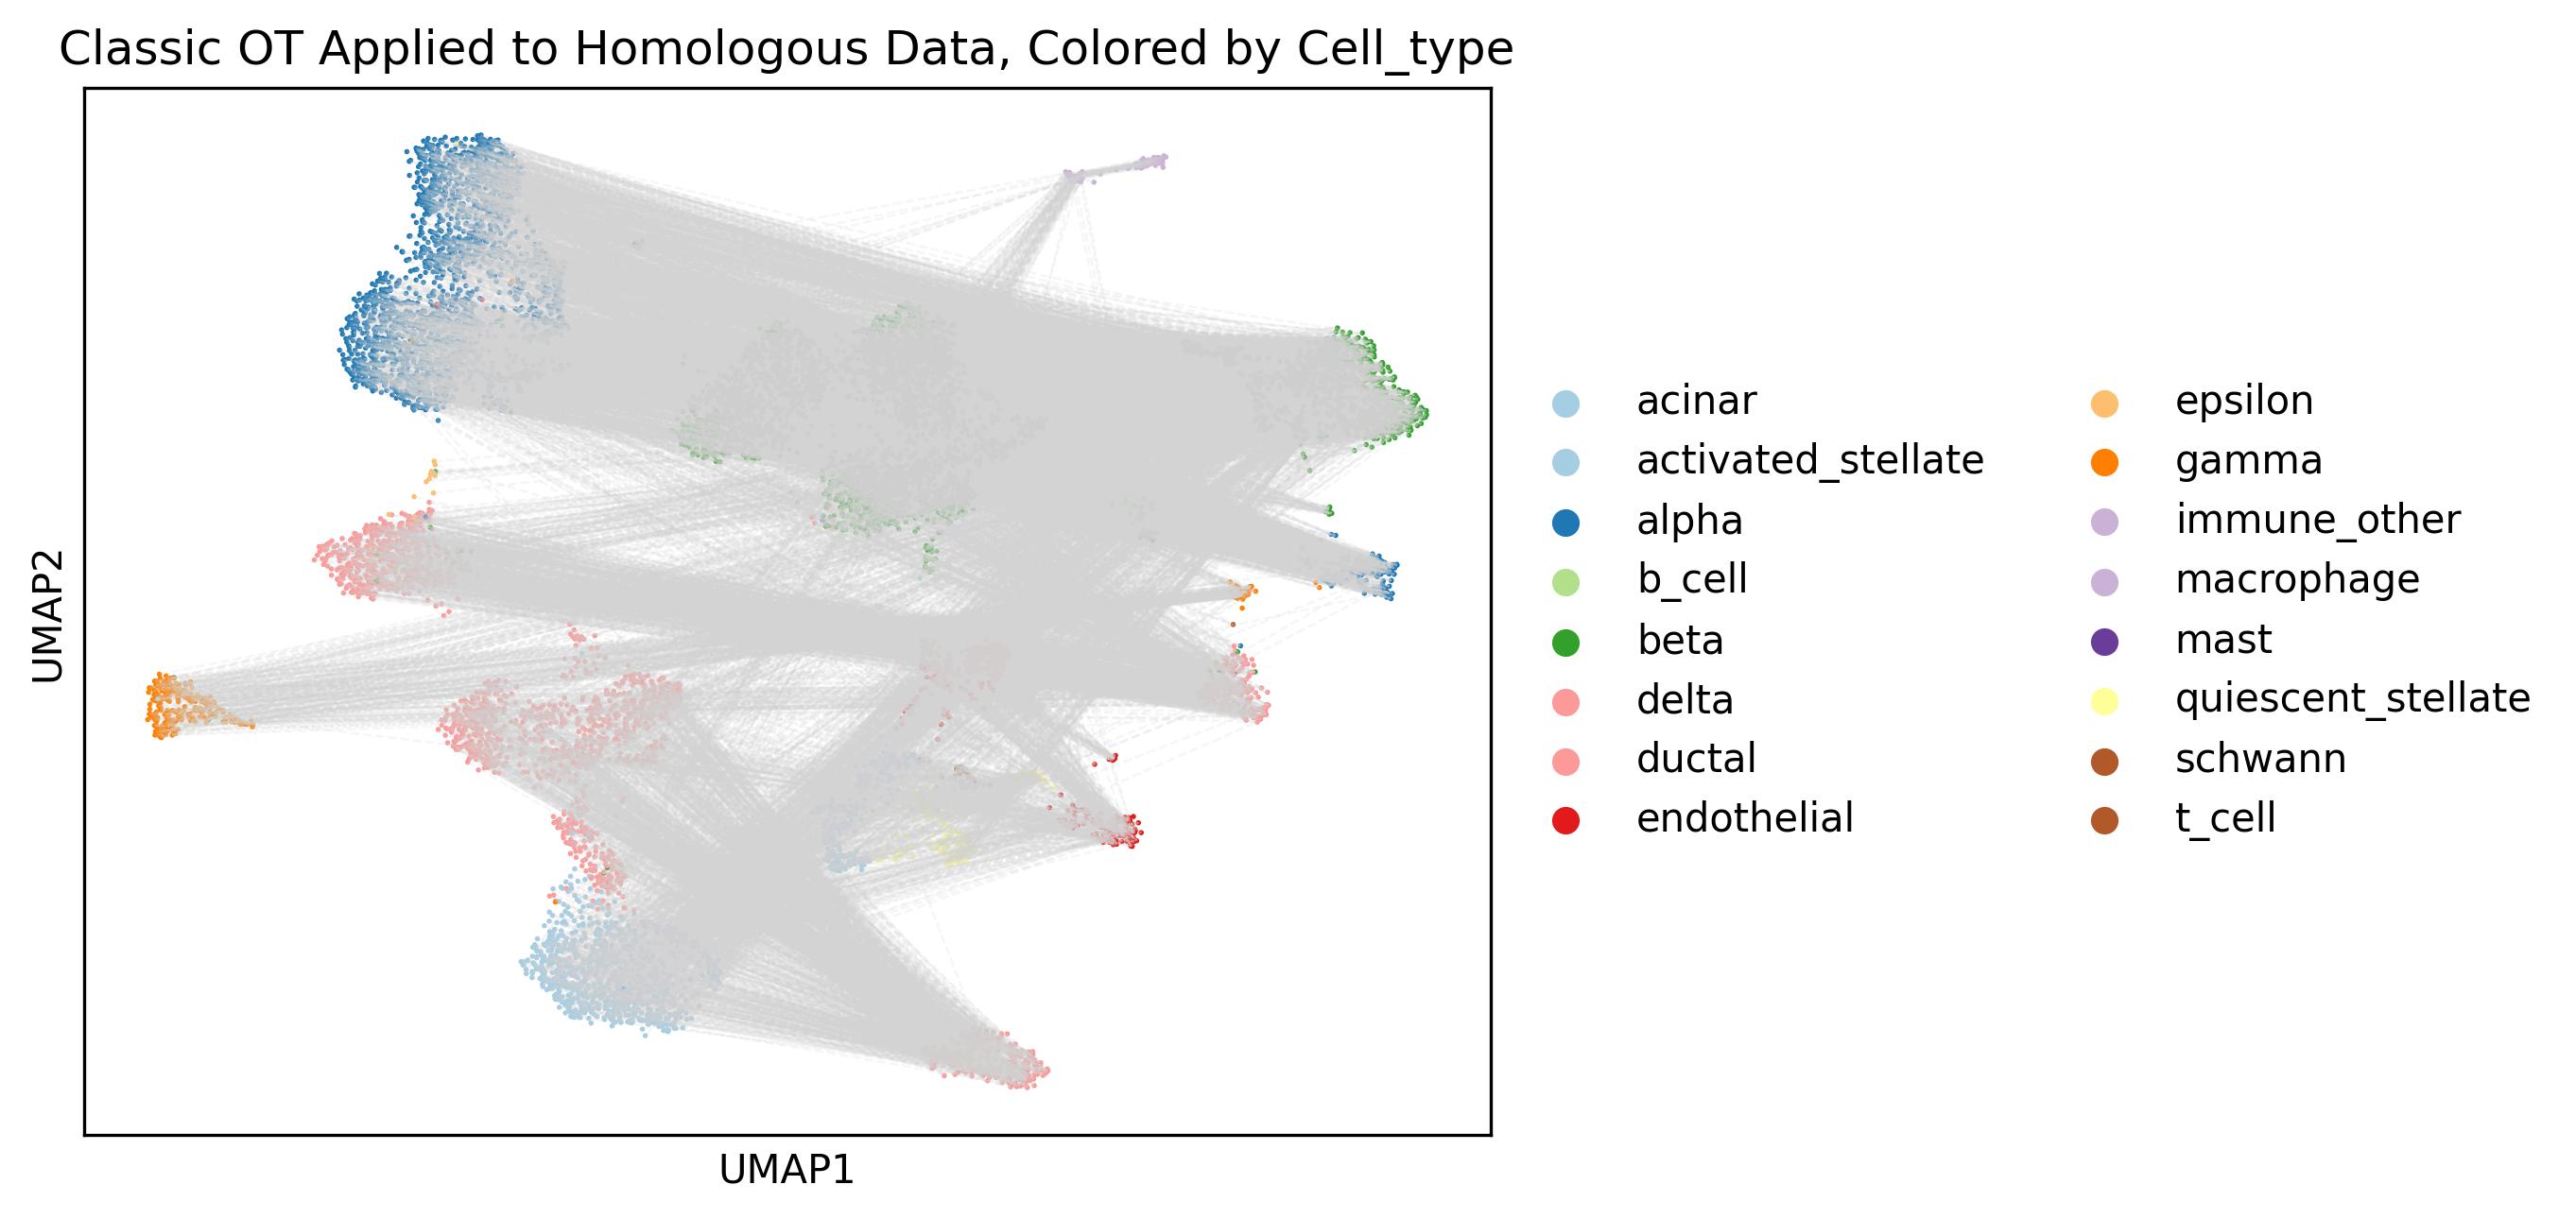 Classic OT Applied to Homologous Data, Colored by Cell_type
UMAP2
UMAP1
acinar
activated_stellate
alpha
b_cell
beta
delta
ductal
endothelial
epsilon
gamma
immune_other
macrophage
mast
quiescent_stellate
schwann
t_cell